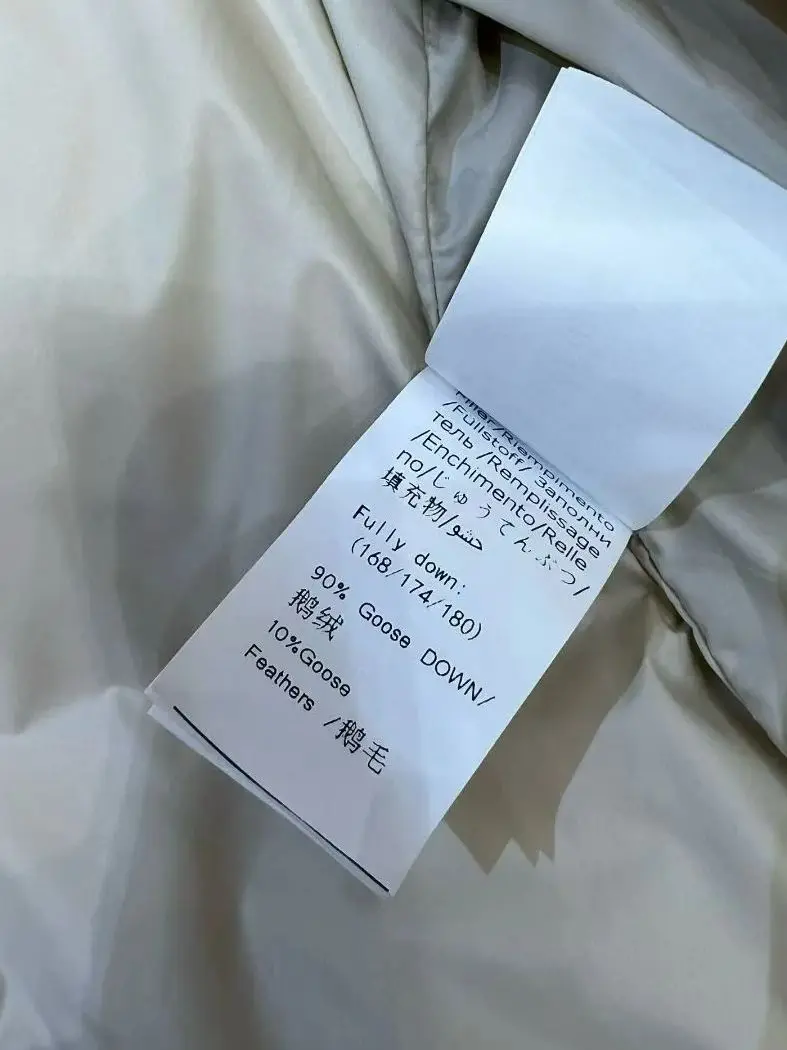 Filler/Riempimento
/Füllstoff/ Заполни
тель /Remplissage
/Enchimento/Relle
no/じゅうてんぶつ/
填充物/حشو
Fully down:
(168/174/180)
90% Goose DOWN/
鹅绒
10%Goose
Feathers /鹅毛